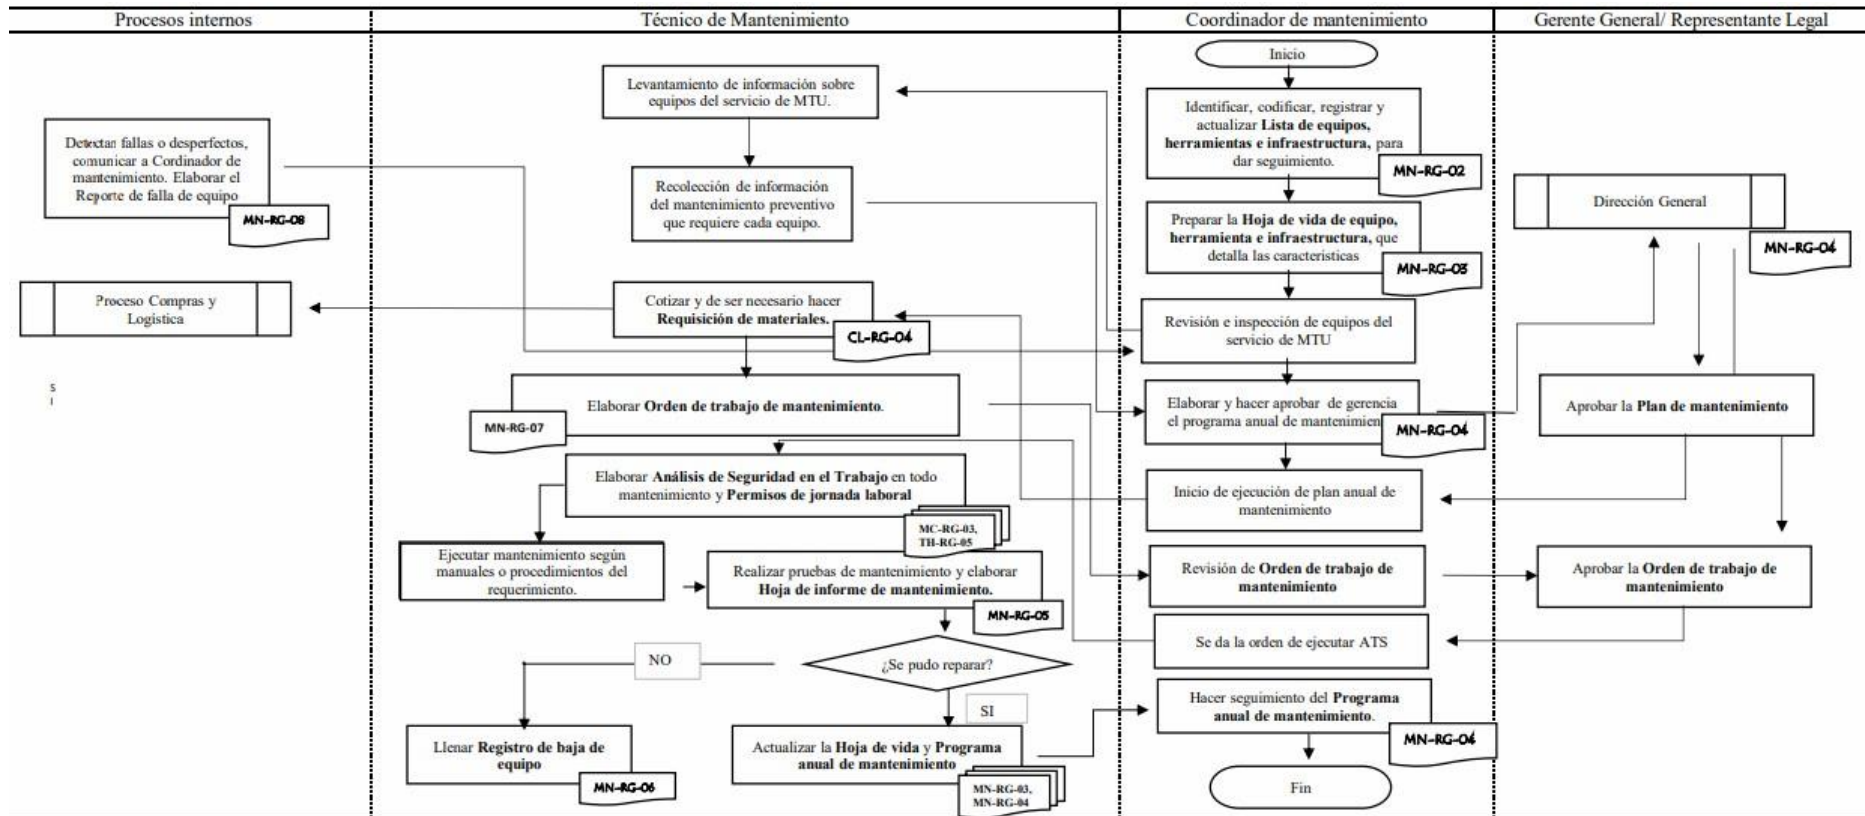 Procesos internos
Técnico de Mantenimiento
Coordinador de mantenimiento
Gerente General/ Representante Legal
Detectan fallas o desperfectos,
comunicar a Cordinador de
mantenimiento. Elaborar el
Reporte de falla de equipo
MN-RG-08
Proceso Compras y
Logística
S
I
Levantamiento de información sobre
equipos del servicio de MTU.
Recolección de información
del mantenimiento preventivo
que requiere cada equipo.
Cotizar y de ser necesario hacer
Requisición de materiales.
CL-RG-04
Elaborar Orden de trabajo de mantenimiento.
MN-RG-07
Elaborar Análisis de Seguridad en el Trabajo en todo
mantenimiento y Permisos de jornada laboral
MC-RG-03,
TH-RG-05
Ejecutar mantenimiento según
manuales o procedimientos del
requerimiento.
Realizar pruebas de mantenimiento y elaborar
Hoja de informe de mantenimiento.
MN-RG-05
¿Se pudo reparar?
NO
SI
Llenar Registro de baja de
equipo
MN-RG-06
Actualizar la Hoja de vida y Programa
anual de mantenimiento
MN-RG-03,
MN-RG-04
Inicio
Identificar, codificar, registrar y
actualizar Lista de equipos,
herramientas e infraestructura, para
dar seguimiento.
MN-RG-02
Preparar la Hoja de vida de equipo,
herramienta e infraestructura, que
detalla las características
MN-RG-03
Revisión e inspección de equipos del
servicio de MTU
Elaborar y hacer aprobar de gerencia
el programa anual de mantenimien
MN-RG-04
Inicio de ejecución de plan anual de
mantenimiento
Revisión de Orden de trabajo de
mantenimiento
Se da la orden de ejecutar ATS
Hacer seguimiento del Programa
anual de mantenimiento.
MN-RG-04
Fin
Dirección General
MN-RG-04
Aprobar la Plan de mantenimiento
Aprobar la Orden de trabajo de
mantenimiento